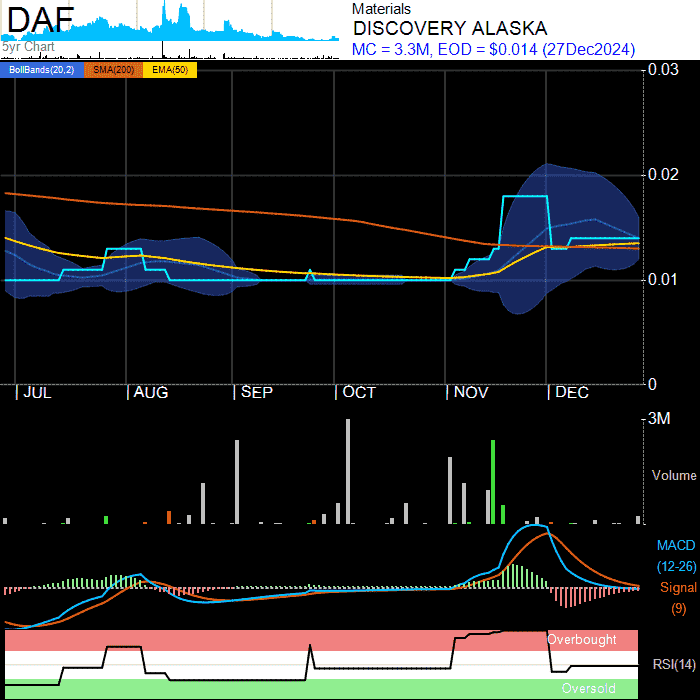 DAF
5yr Chart
Materials
DISCOVERY ALASKA
MC = 3.3M, EOD = $0.014 (27Dec2024)
BollBands(20,2) SMA(200) EMA(50)
0.03
0.02
0.01
0
JUL AUG SEP OCT NOV DEC
3M
Volume
MACD
(12-26)
Signal
(9)
Overbought
RSI(14)
Oversold